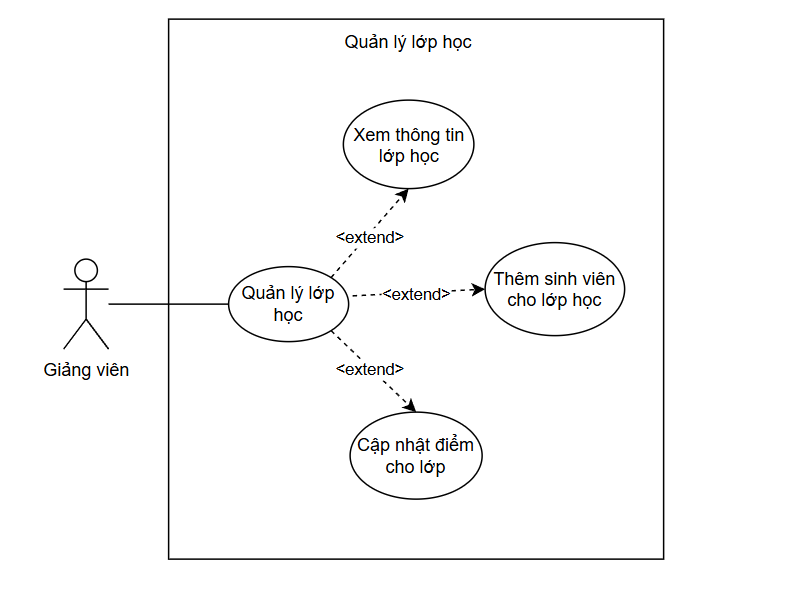 Quản lý lớp học
Xem thông tin
lớp học
<extend>
Thêm sinh viên
cho lớp học
<extend>
Quản lý lớp
học
<extend>
Giảng viên
Cập nhật điểm
cho lớp